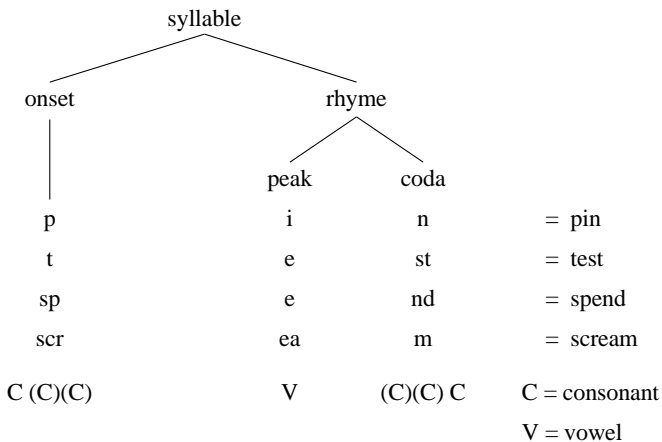 syllable
onset rhyme
peak coda
p i n = pin
t e st = test
sp e nd = spend
scr ea m = scream
C (C)(C) V (C)(C) C C = consonant
V = vowel